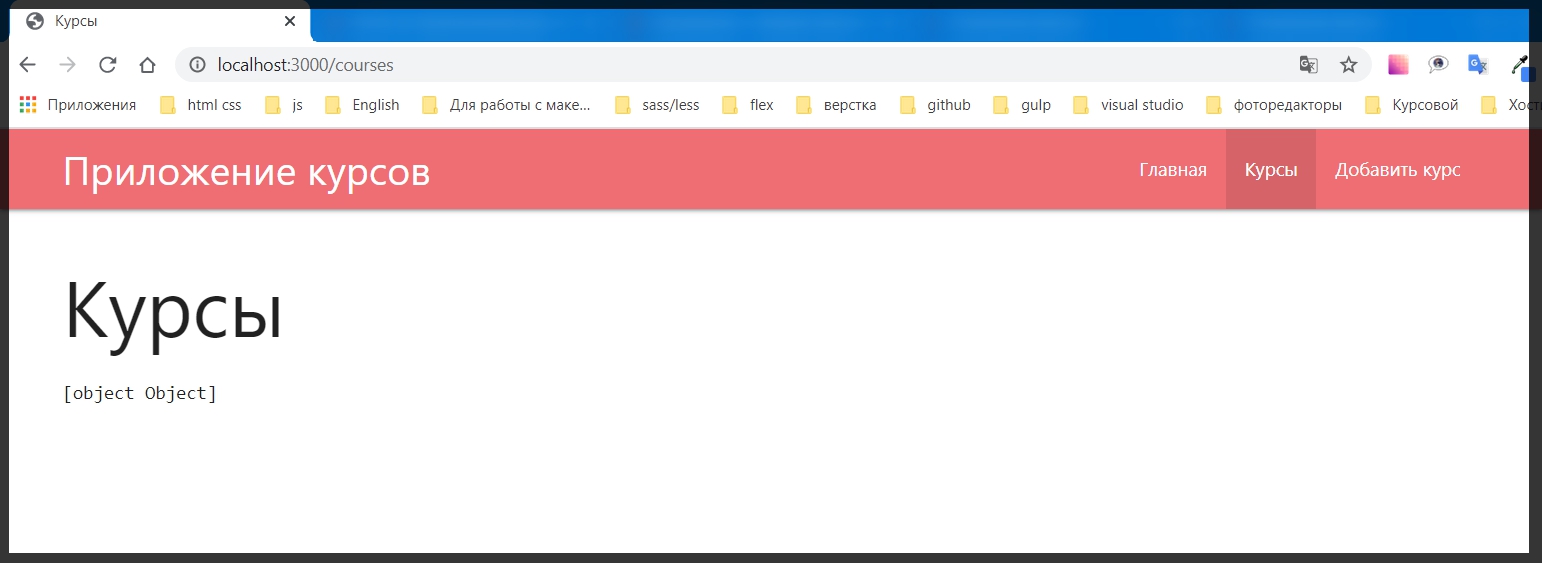 Курсы
localhost:3000/courses
Приложения html css js English Для работы с маке... sass/less flex верстка github gulp visual studio фоторедакторы Курсовой
Приложение курсов Главная Курсы Добавить курс
Курсы
[object Object]